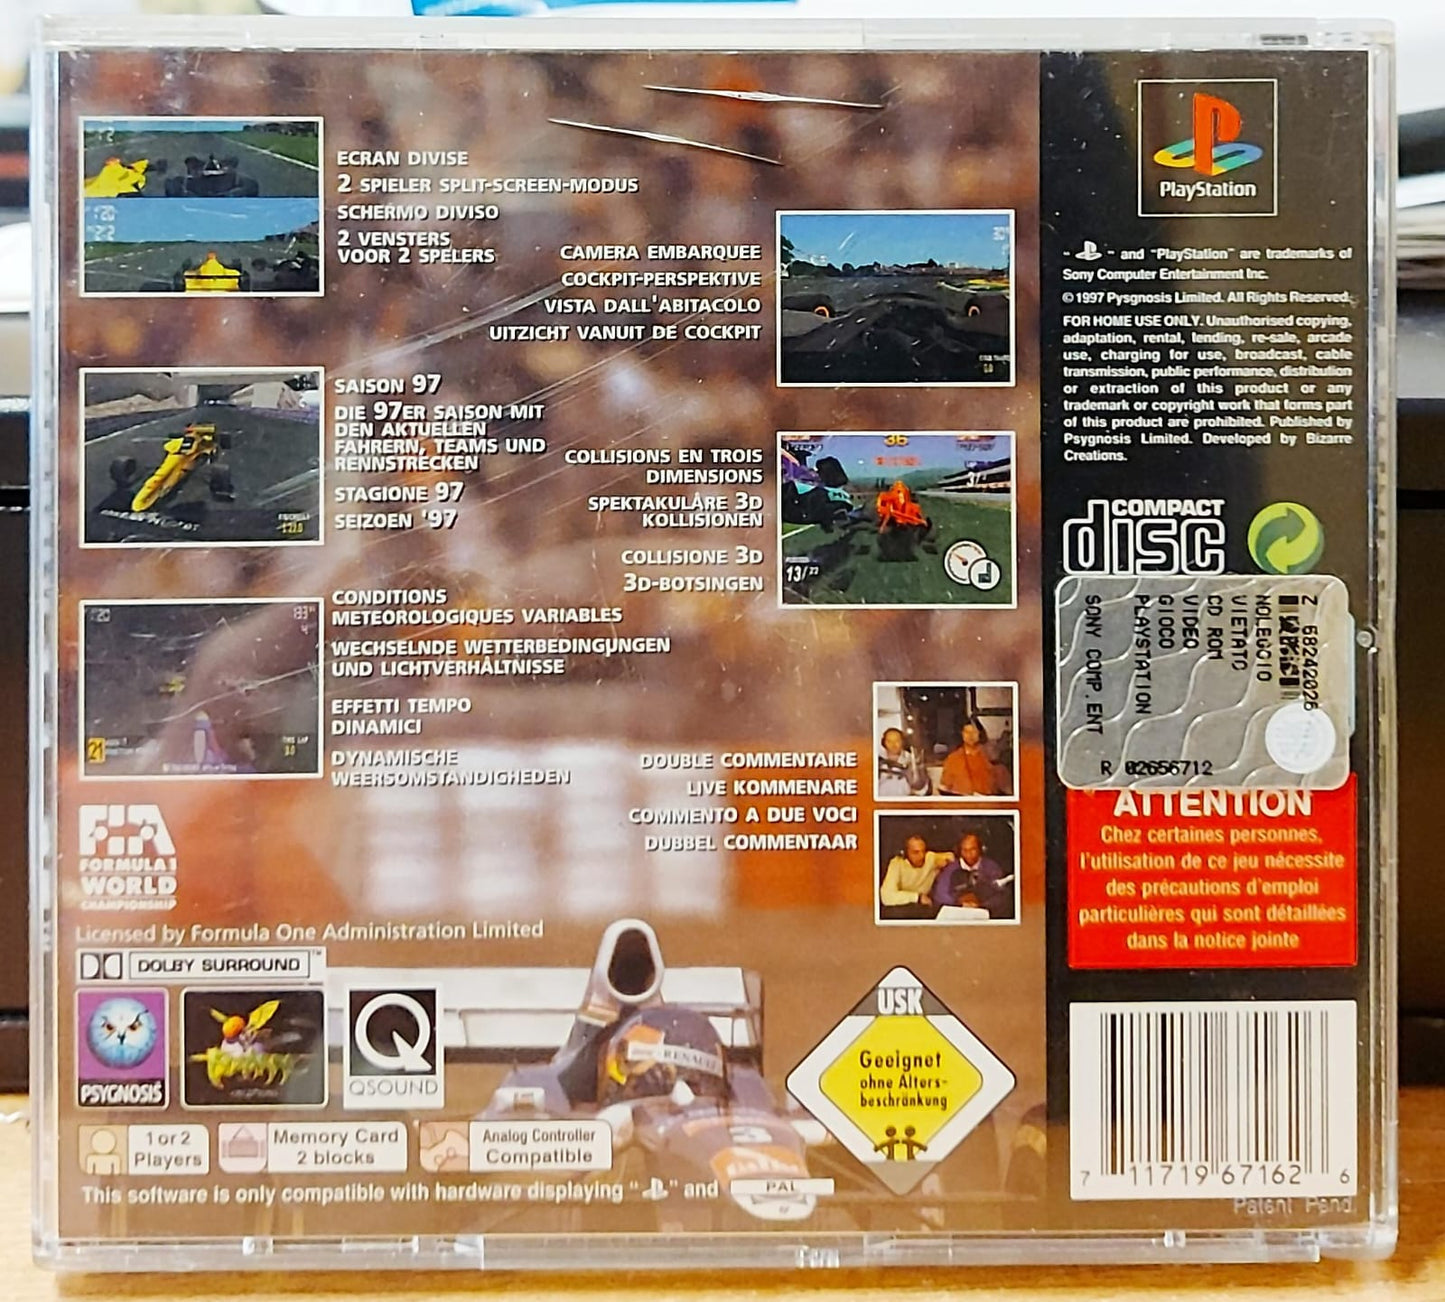 ECRAN DIVISE
2 SPIELER SPLIT-SCREEN-MODUS
SCHERMO DIVISO
2 VENSTERS
VOOR 2 SPELERS
CAMERA EMBARQUEE
COCKPIT-PERSPEKTIVE
VISTA DALL'ABITACOLO
UITZICHT VANUIT DE COCKPIT
SAISON 97
DIE 97ER SAISON MIT
DEN AKTUELLEN
FAHRERN, TEAMS UND
RENNSTRECKEN
STAGIONE 97
SEIZOEN '97
COLLISIONS EN TROIS
DIMENSIONS
SPEKTAKULÄRE 3D
KOLLISIONEN
COLLISIONE 3D
3D-BOTSINGEN
36
13/22
CONDITIONS
METEOROLOGIQUES VARIABLES
WECHSELNDE WETTERBEDINGUNGEN
UND LICHTVERHÄLTNISSE
EFFETTI TEMPO
DINAMICI
DYNAMISCHE
WEERSOMSTANDIGHEDEN
21
DOUBLE COMMENTAIRE
LIVE KOMMENARE
COMMENTO A DUE VOCI
DUBBEL COMMENTAAR
FIA
FORMULA 1
WORLD
CHAMPIONSHIP
Licensed by Formula One Administration Limited
DOLBY SURROUND
PSYGNOSIS
QSOUND
RENAULT
3
USK
Geeignet
ohne Alters-
beschränkung
1 or 2
Players
Memory Card
2 blocks
Analog Controller
Compatible
This software is only compatible with hardware displaying " " and PAL
PlayStation
" " and "PlayStation" are trademarks of
Sony Computer Entertainment Inc.
© 1997 Psygnosis Limited. All Rights Reserved.
FOR HOME USE ONLY. Unauthorised copying,
adaptation, rental, lending, re-sale, arcade
use, charging for use, broadcast, cable
transmission, public performance, distribution
or extraction of this product or any
trademark or copyright work that forms part
of this product are prohibited. Published by
Psygnosis Limited. Developed by Bizarre
Creations.
COMPACT
disc
Z 68242026
NOLEGGIO
VIETATO
CD ROM
VIDEO
GIOCO
PLAYSTATION
SONY COMP. ENT
R 02656712
ATTENTION
Chez certaines personnes,
l'utilisation de ce jeu nécessite
des précautions d'emploi
particulières qui sont détaillées
dans la notice jointe
7 11719 67162 6
Patent Pend.